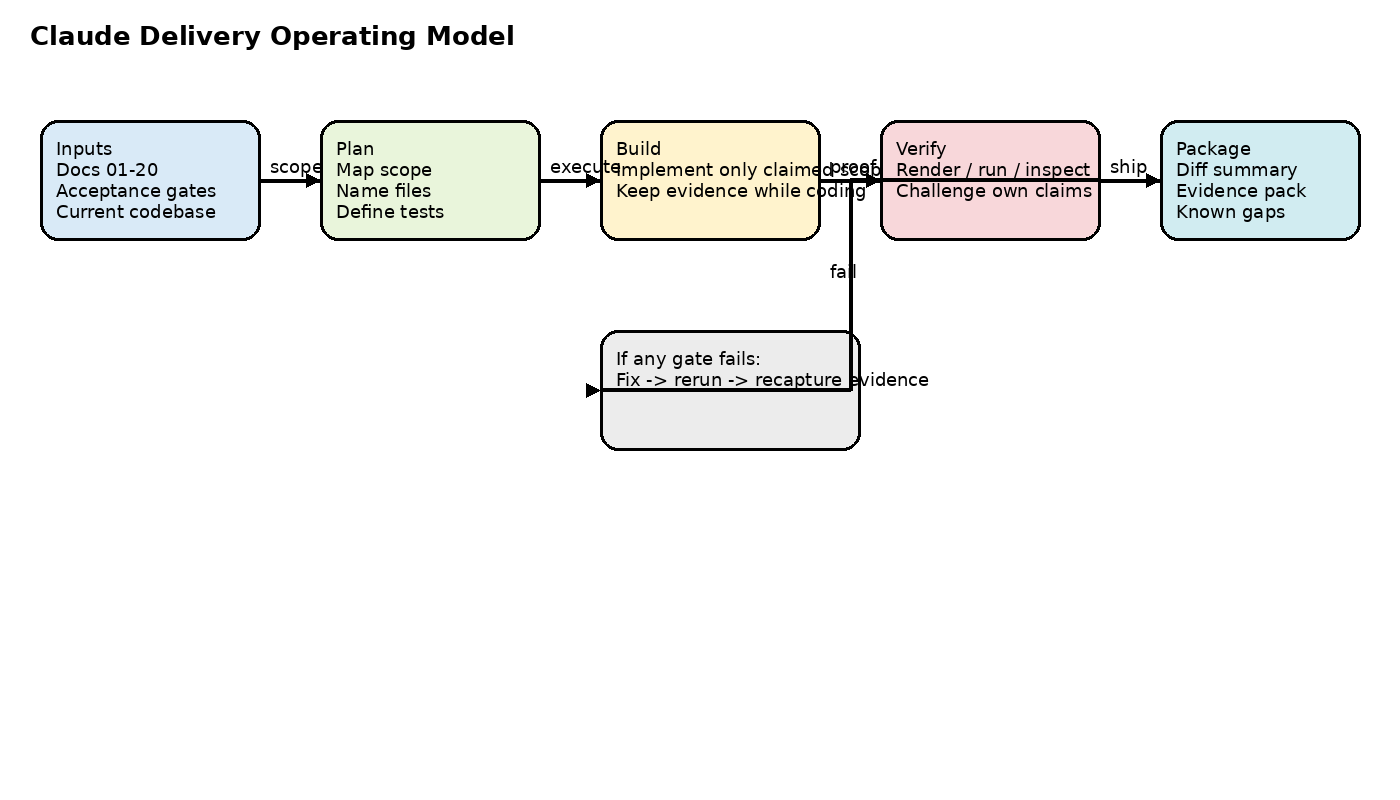 Claude Delivery Operating Model
Inputs
Docs 01-20
Acceptance gates
Current codebase
scope
Plan
Map scope
Name files
Define tests
execute
Build
Implement only claimed scope
Keep evidence while coding
proof
Verify
Render / run / inspect
Challenge own claims
ship
Package
Diff summary
Evidence pack
Known gaps
fail
If any gate fails:
Fix -> rerun -> recapture evidence